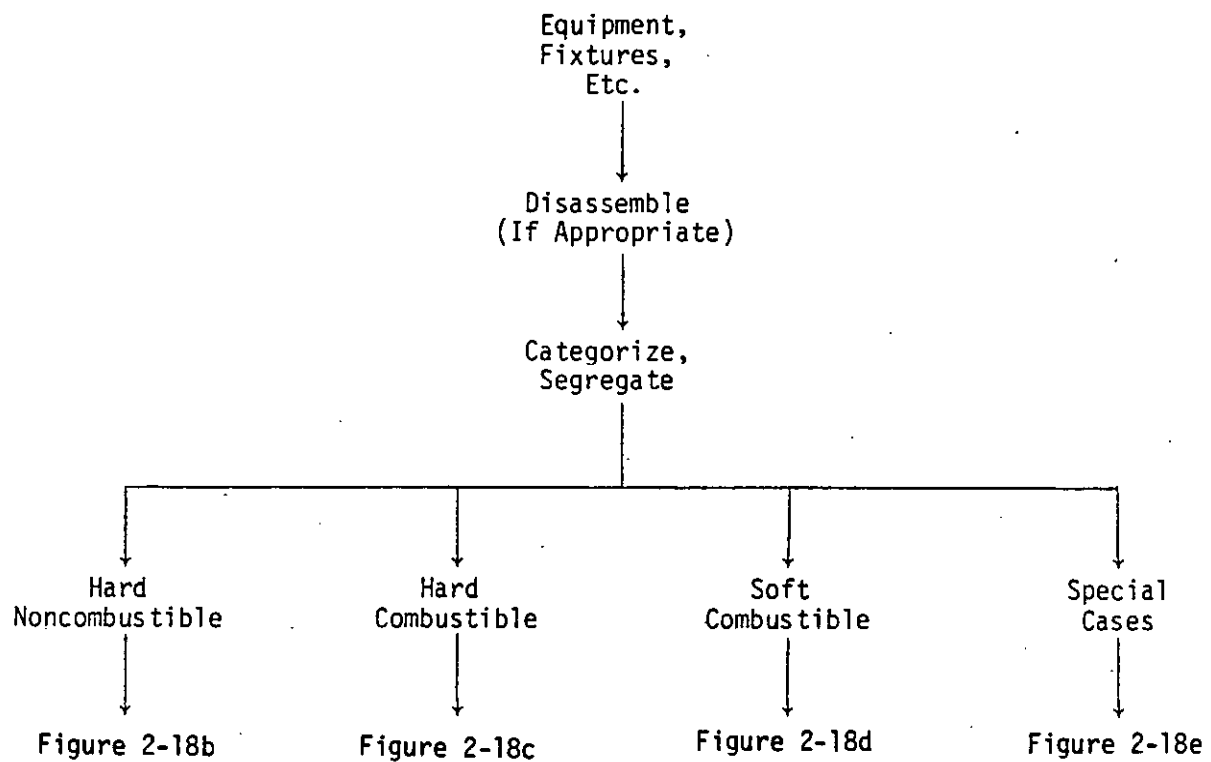 Equipment,
Fixtures,
Etc.
Disassemble
(If Appropriate)
Categorize,
Segregate
Hard
Noncombustible
Hard
Combustible
Soft
Combustible
Special
Cases
Figure 2-18b
Figure 2-18c
Figure 2-18d
Figure 2-18e